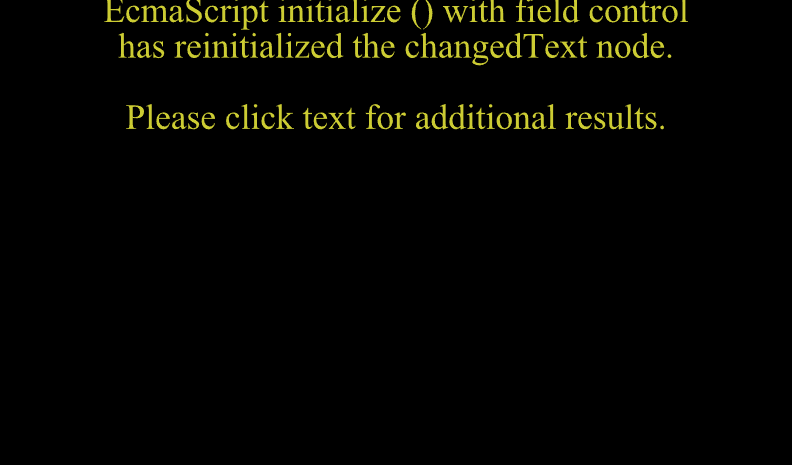 EcmaScript initialize () with field control
has reinitialized the changedText node.
Please click text for additional results.